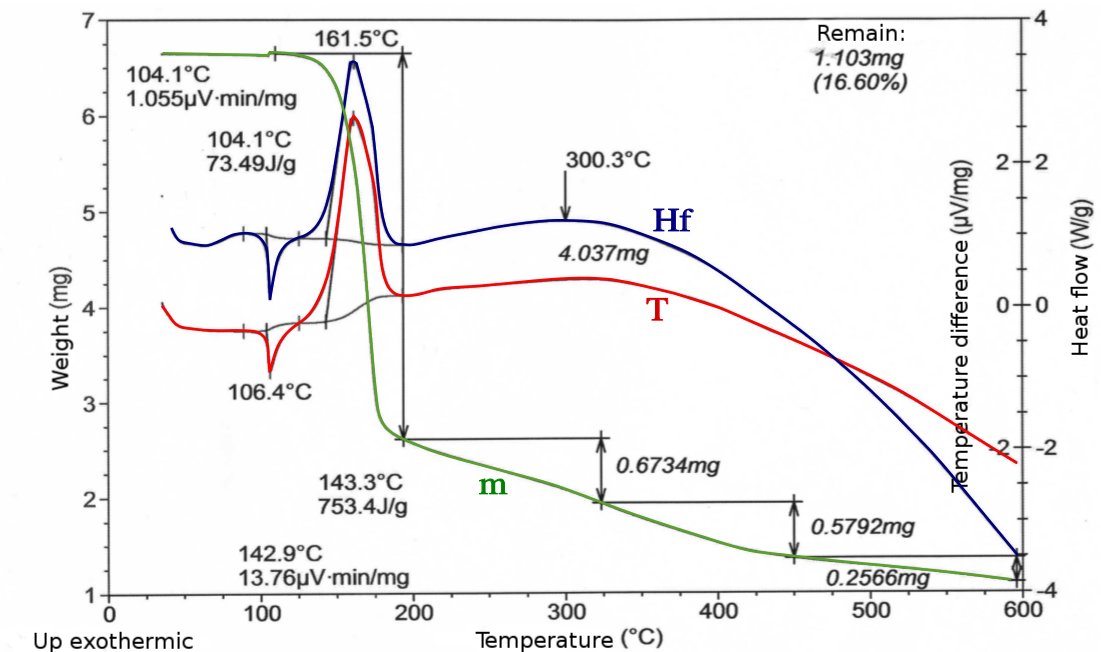 7
4
161.5°C
Remain:
1.103mg
(16.60%)
104.1°C
1.055µV·min/mg
6
104.1°C
73.49J/g
300.3°C
2
2
5
Hf
4.037mg
Weight (mg)
4
T
0
0
Temperature difference (µV/mg)
Heat flow (W/g)
106.4°C
3
-2
-2
0.6734mg
143.3°C
753.4J/g
m
2
0.5792mg
142.9°C
13.76µV·min/mg
0.2566mg
1
-4
0
100
200
300
400
500
600
Up exothermic
Temperature (°C)